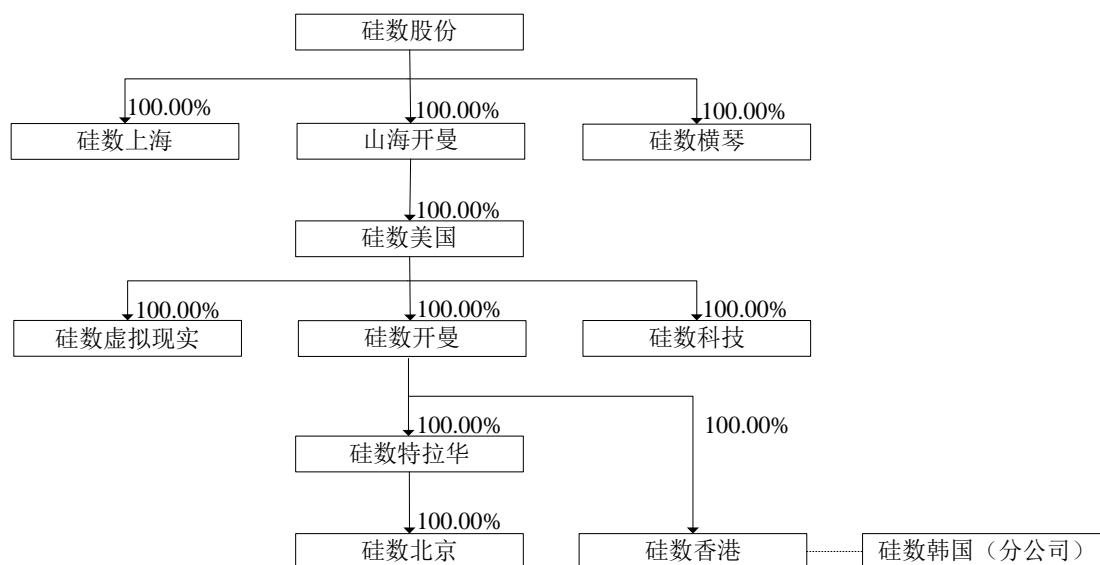 硅数股份
100.00%
100.00%
100.00%
硅数上海
山海开曼
硅数横琴
100.00%
硅数美国
100.00%
100.00%
100.00%
硅数虚拟现实
硅数开曼
硅数科技
100.00%
100.00%
硅数特拉华
100.00%
硅数北京
硅数香港
硅数韩国（分公司）